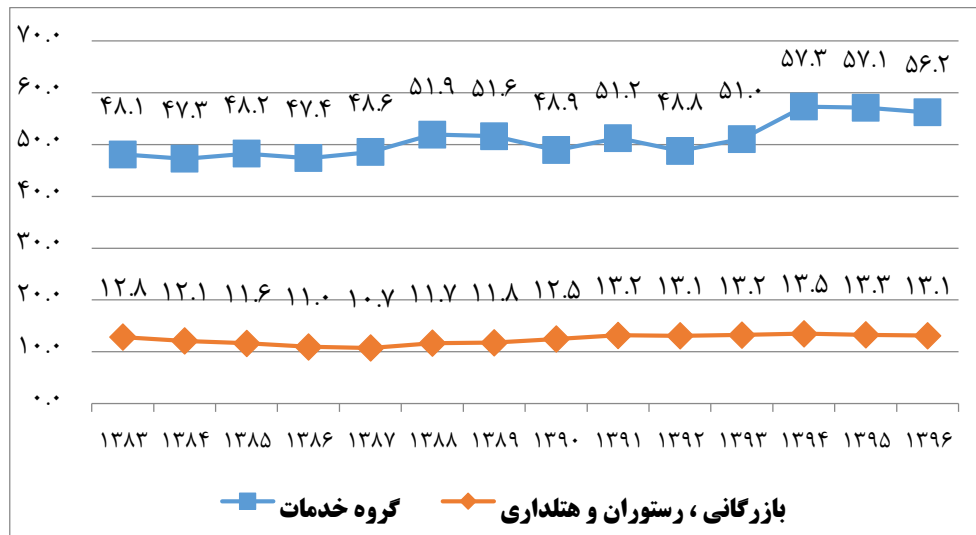 ۷۰.۰
۶۰.۰
۵۰.۰
۴۰.۰
۳۰.۰
۲۰.۰
۱۰.۰
۰.۰
۴۸.۱ ۴۷.۳ ۴۸.۲ ۴۷.۴ ۴۸.۶ ۵۱.۹ ۵۱.۶ ۴۸.۹ ۵۱.۲ ۴۸.۸ ۵۱.۰ ۵۷.۳ ۵۷.۱ ۵۶.۲
۱۲.۸ ۱۲.۱ ۱۱.۶ ۱۱.۰ ۱۰.۷ ۱۱.۷ ۱۱.۸ ۱۲.۵ ۱۳.۲ ۱۳.۱ ۱۳.۲ ۱۳.۵ ۱۳.۳ ۱۳.۱
۱۳۸۳ ۱۳۸۴ ۱۳۸۵ ۱۳۸۶ ۱۳۸۷ ۱۳۸۸ ۱۳۸۹ ۱۳۹۰ ۱۳۹۱ ۱۳۹۲ ۱۳۹۳ ۱۳۹۴ ۱۳۹۵ ۱۳۹۶
گروه خدمات
بازرگانی ، رستوران و هتلداری